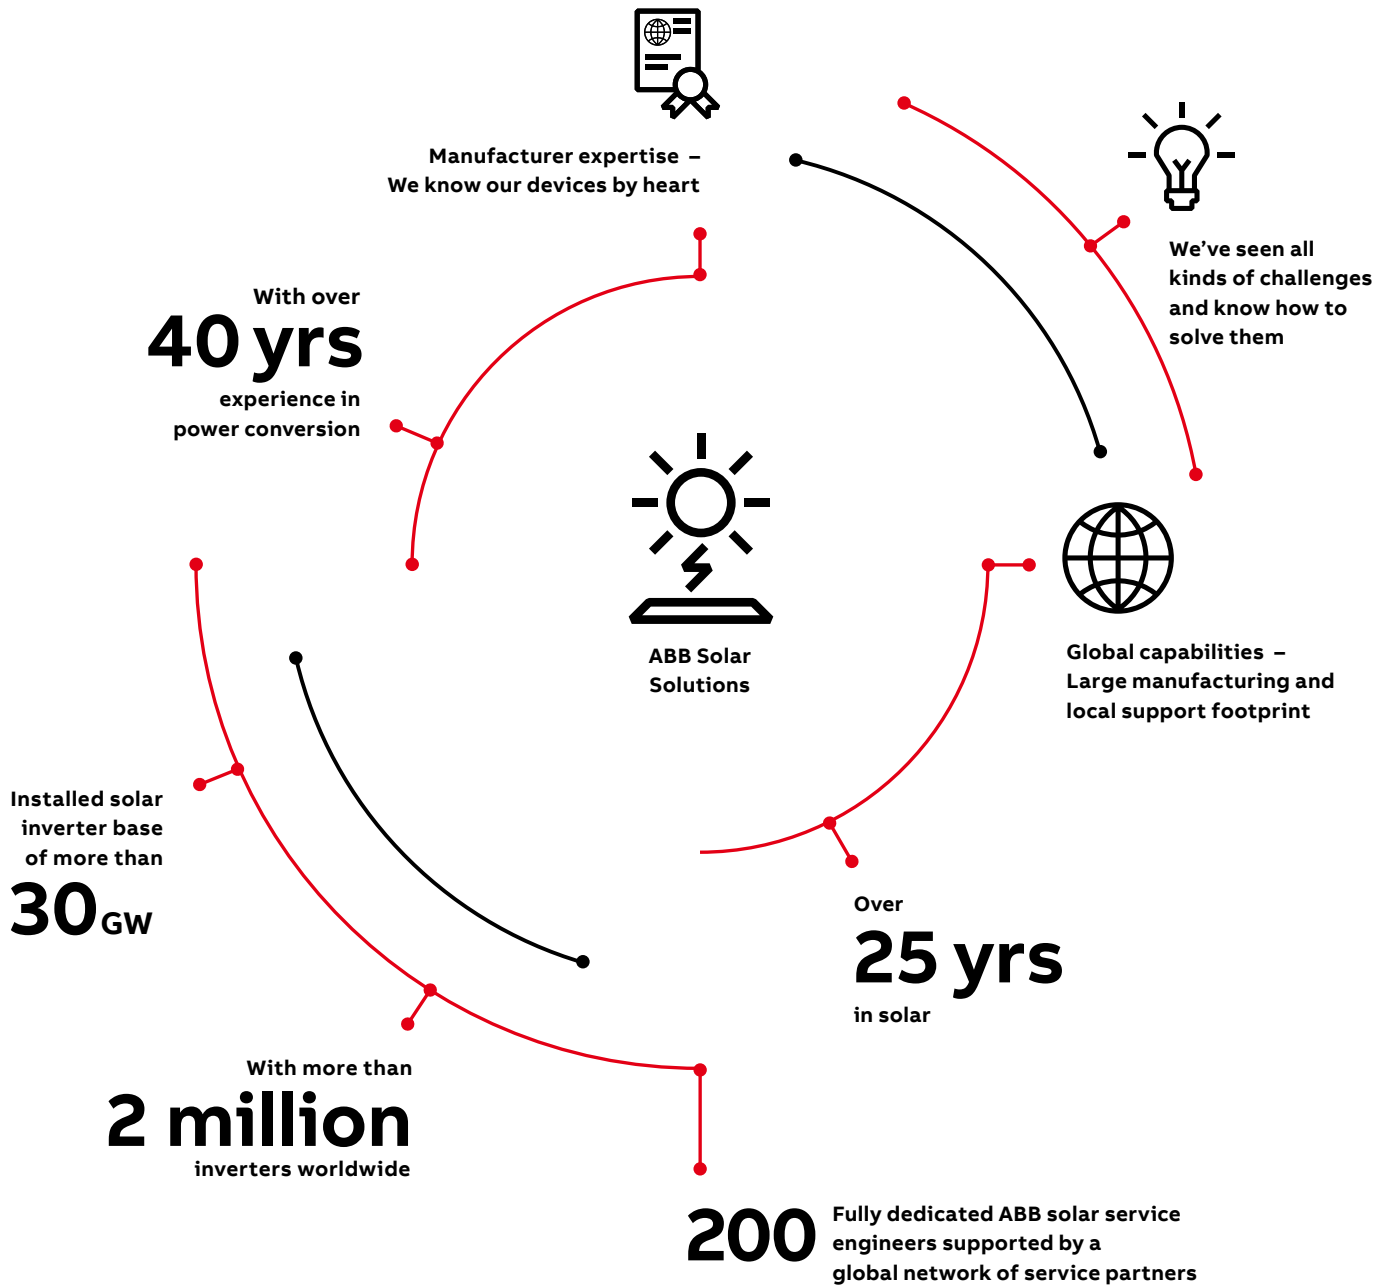 Manufacturer expertise –
We know our devices by heart
We’ve seen all
kinds of challenges
and know how to
solve them
With over
40 yrs
experience in
power conversion
ABB Solar
Solutions
Global capabilities –
Large manufacturing and
local support footprint
Installed solar
inverter base
of more than
30 GW
Over
25 yrs
in solar
With more than
2 million
inverters worldwide
200
Fully dedicated ABB solar service
engineers supported by a
global network of service partners